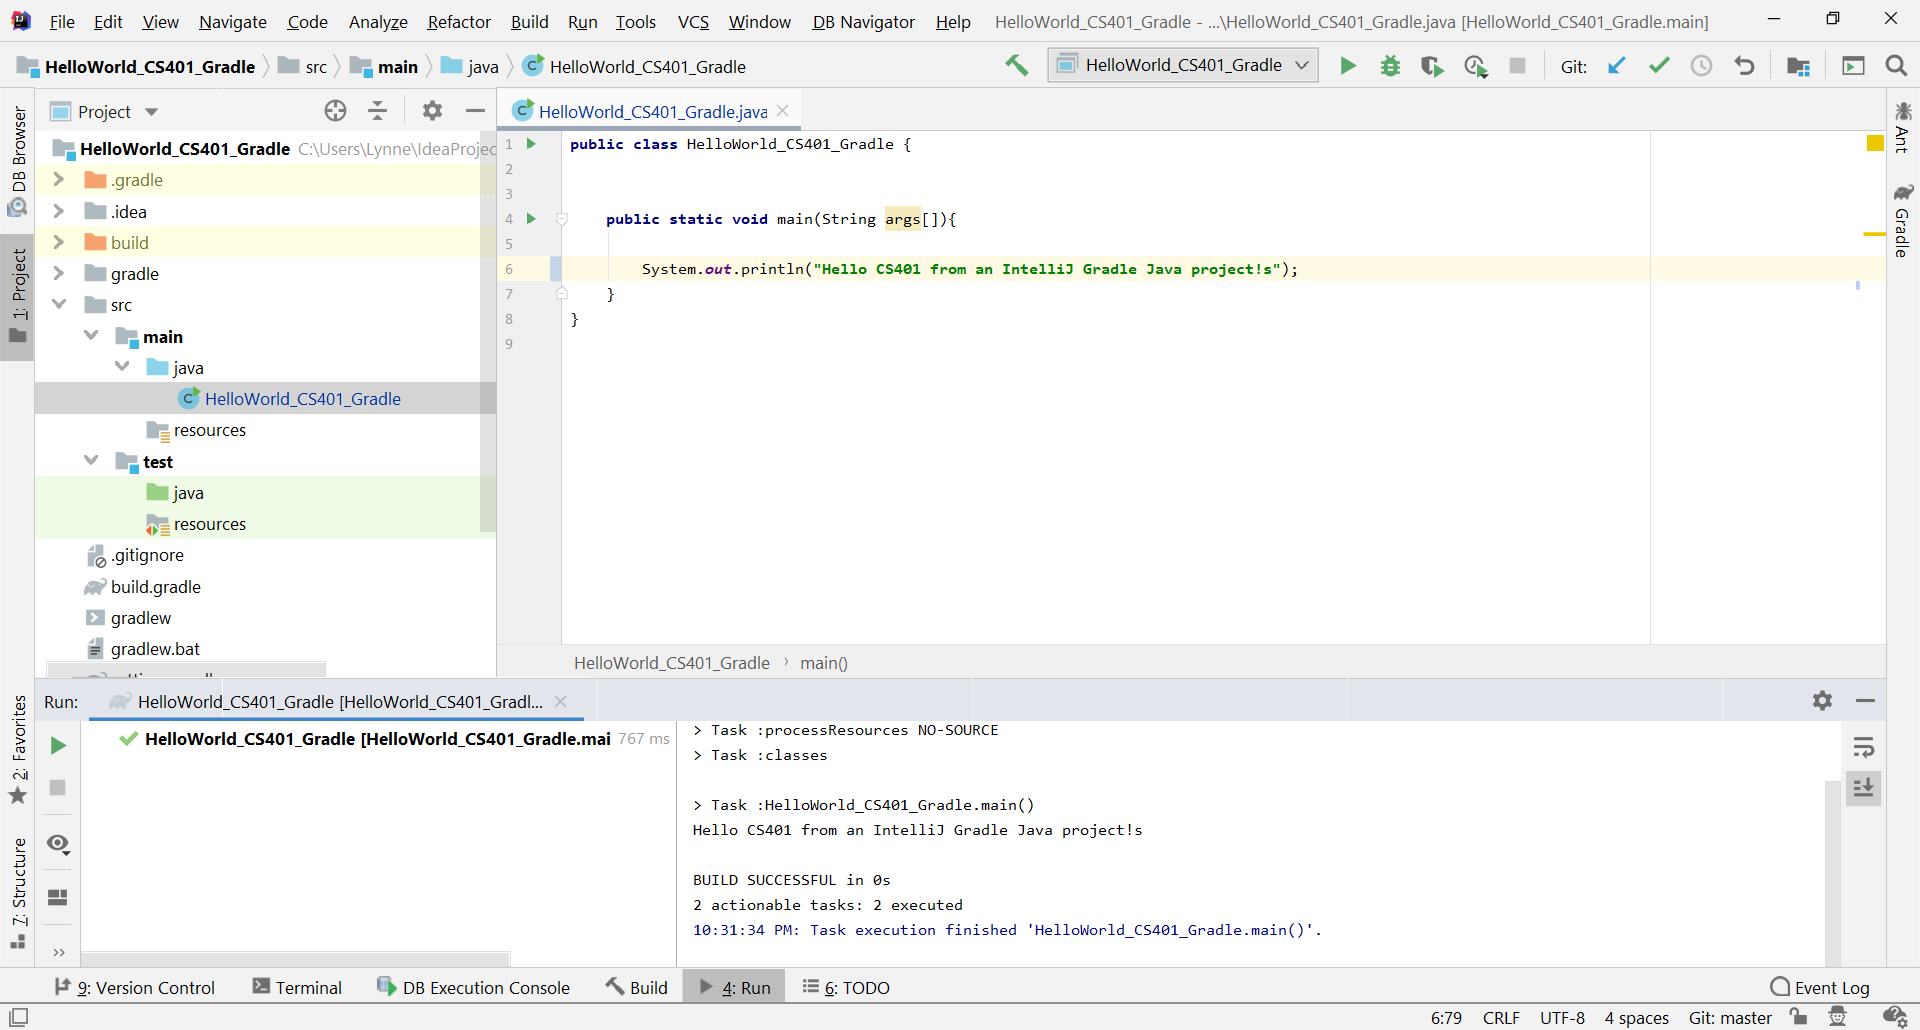 File Edit View Navigate Code Analyze Refactor Build Run Tools VCS Window DB Navigator Help HelloWorld_CS401_Gradle - ...\HelloWorld_CS401_Gradle.java [HelloWorld_CS401_Gradle.main]
HelloWorld_CS401_Gradle src main java HelloWorld_CS401_Gradle HelloWorld_CS401_Gradle Git:
DB Browser
1: Project
2: Favorites
7: Structure
Project
HelloWorld_CS401_Gradle C:\Users\Lynne\IdeaProjec
.gradle
.idea
build
gradle
src
main
java
HelloWorld_CS401_Gradle
resources
test
java
resources
.gitignore
build.gradle
gradlew
gradlew.bat
HelloWorld_CS401_Gradle.java
1 public class HelloWorld_CS401_Gradle {
2
3
4 public static void main(String args[]){
5
6 System.out.println("Hello CS401 from an IntelliJ Gradle Java project!s");
7 }
8 }
9
HelloWorld_CS401_Gradle › main()
Ant
Gradle
Run: HelloWorld_CS401_Gradle [HelloWorld_CS401_Gradl...
HelloWorld_CS401_Gradle [HelloWorld_CS401_Gradle.mai 767 ms
> Task :processResources NO-SOURCE
> Task :classes
> Task :HelloWorld_CS401_Gradle.main()
Hello CS401 from an IntelliJ Gradle Java project!s
BUILD SUCCESSFUL in 0s
2 actionable tasks: 2 executed
10:31:34 PM: Task execution finished 'HelloWorld_CS401_Gradle.main()'.
9: Version Control Terminal DB Execution Console Build 4: Run 6: TODO Event Log
6:79 CRLF UTF-8 4 spaces Git: master